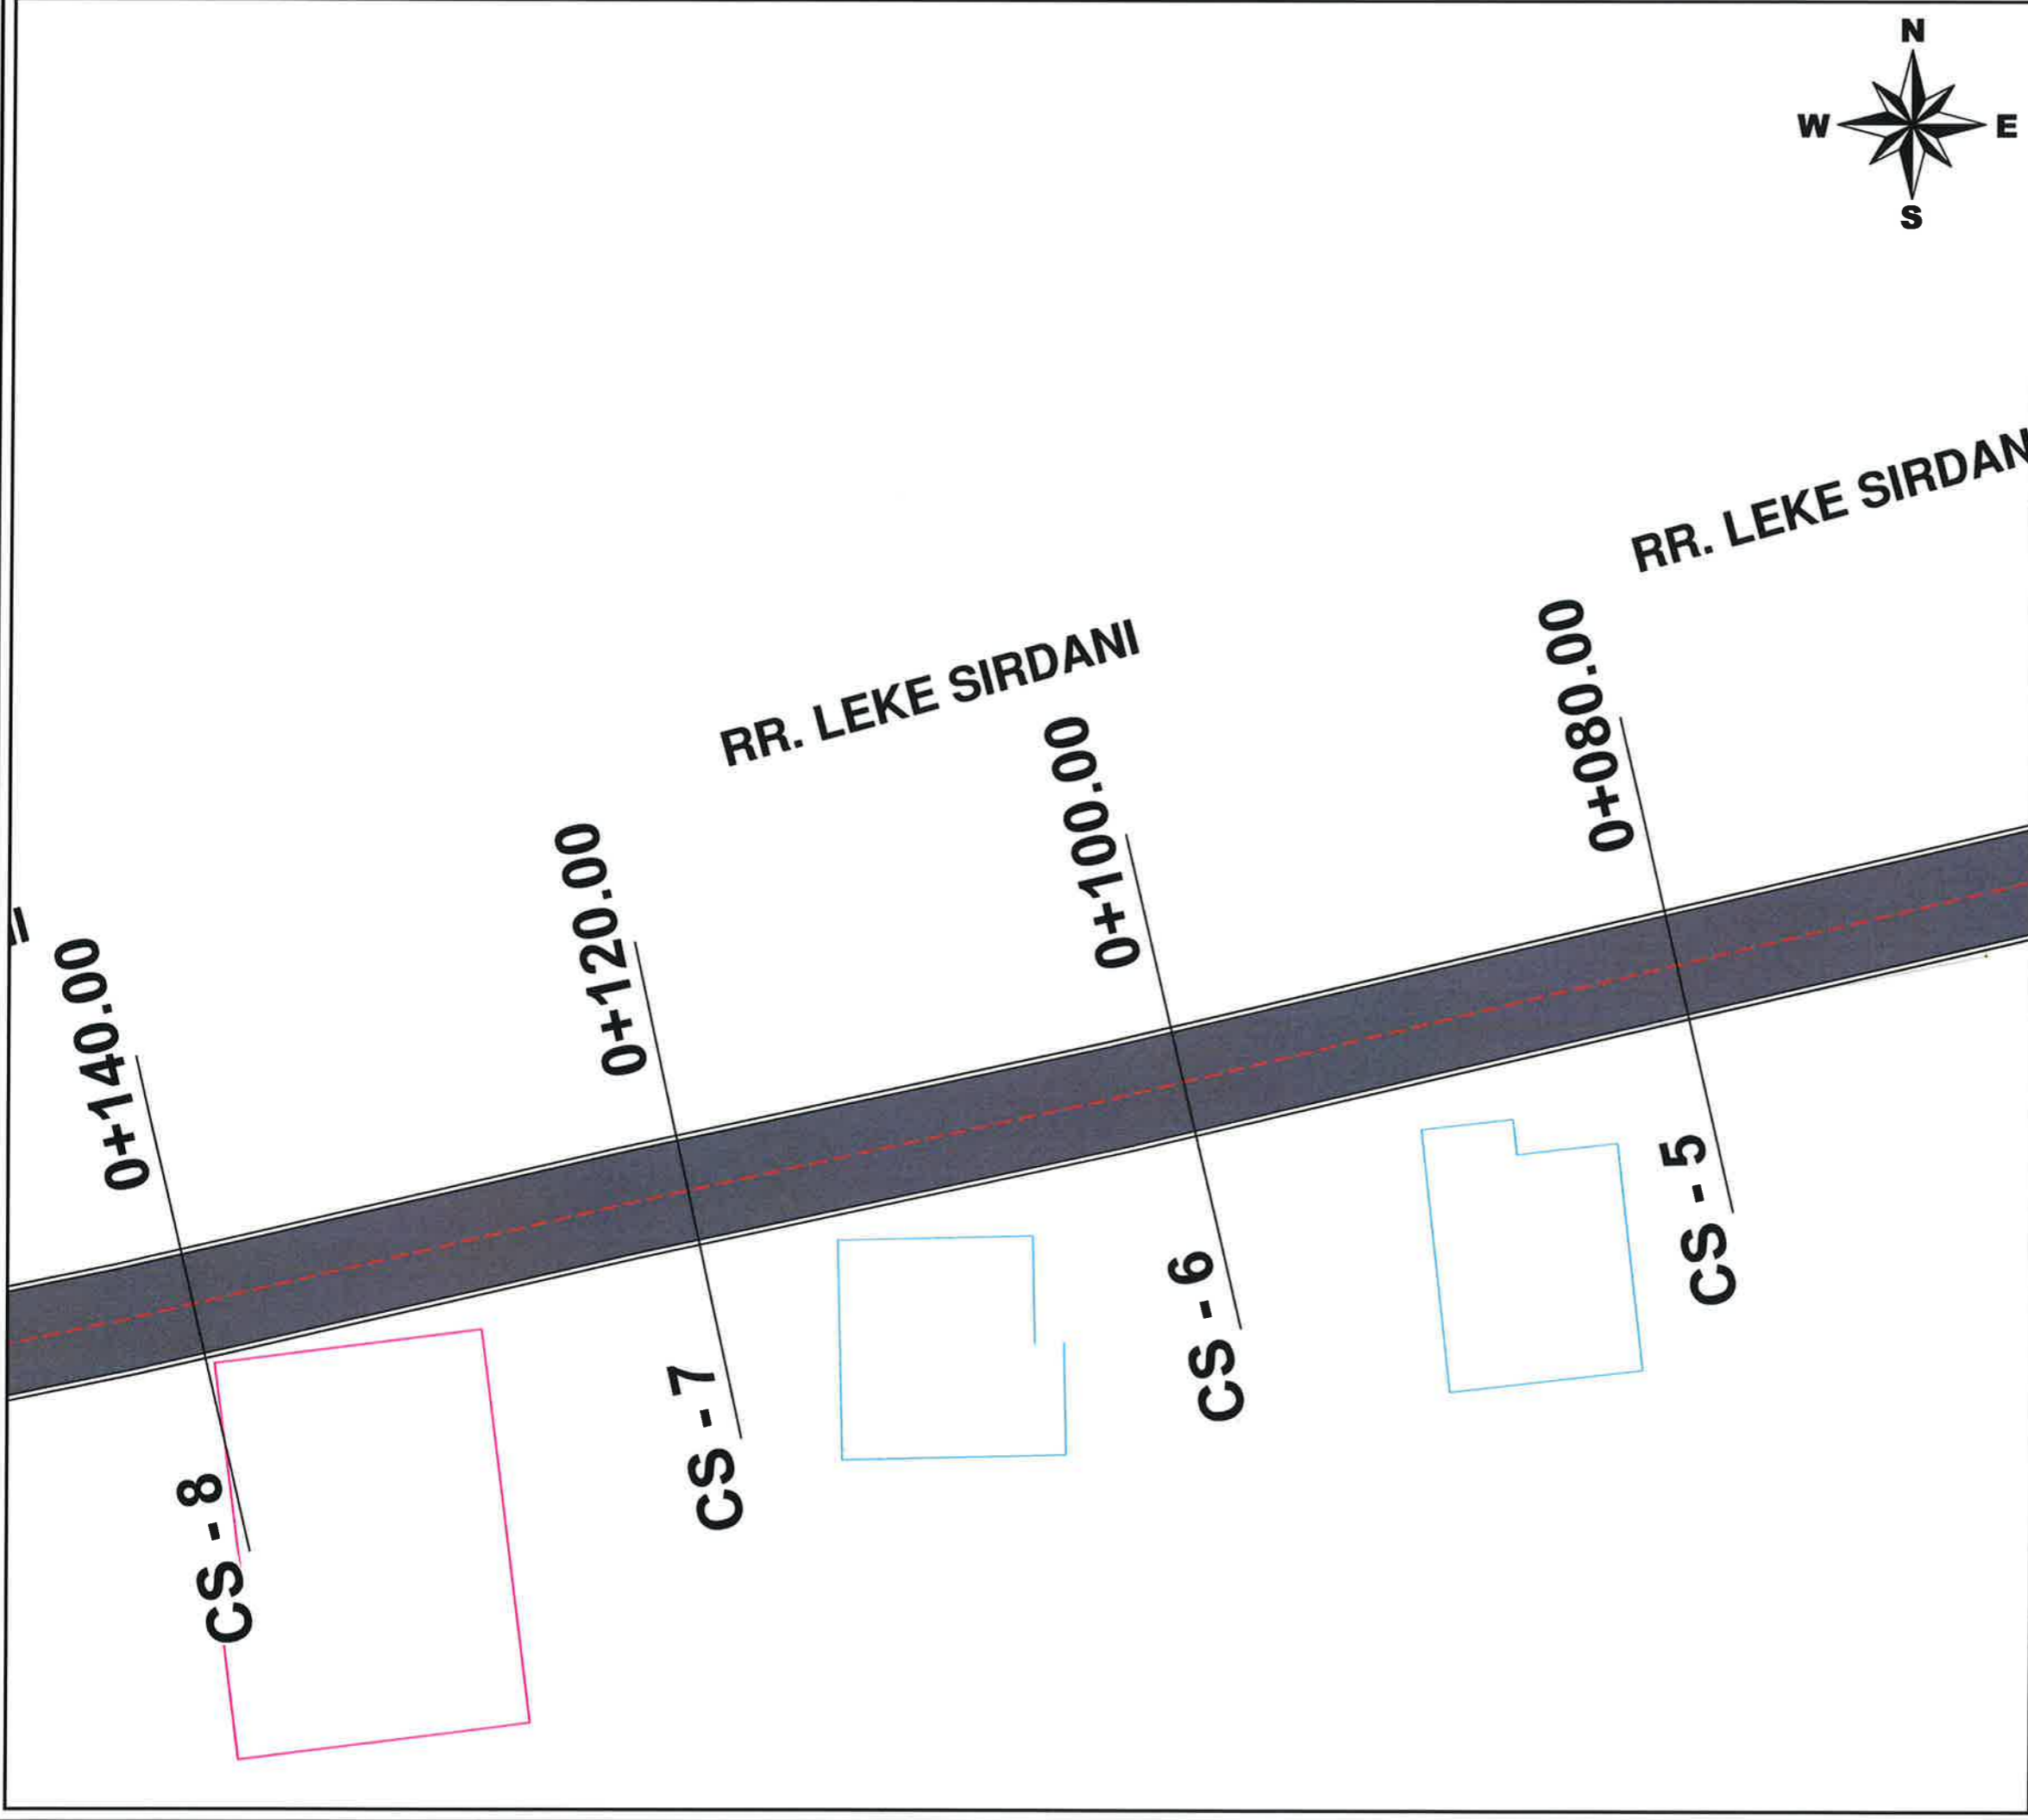 N
W E
S
RR. LEKE SIRDAN
RR. LEKE SIRDANI
0+080.00
0+100.00
0+120.00
0+140.00
CS - 5
CS - 6
CS - 7
CS - 8